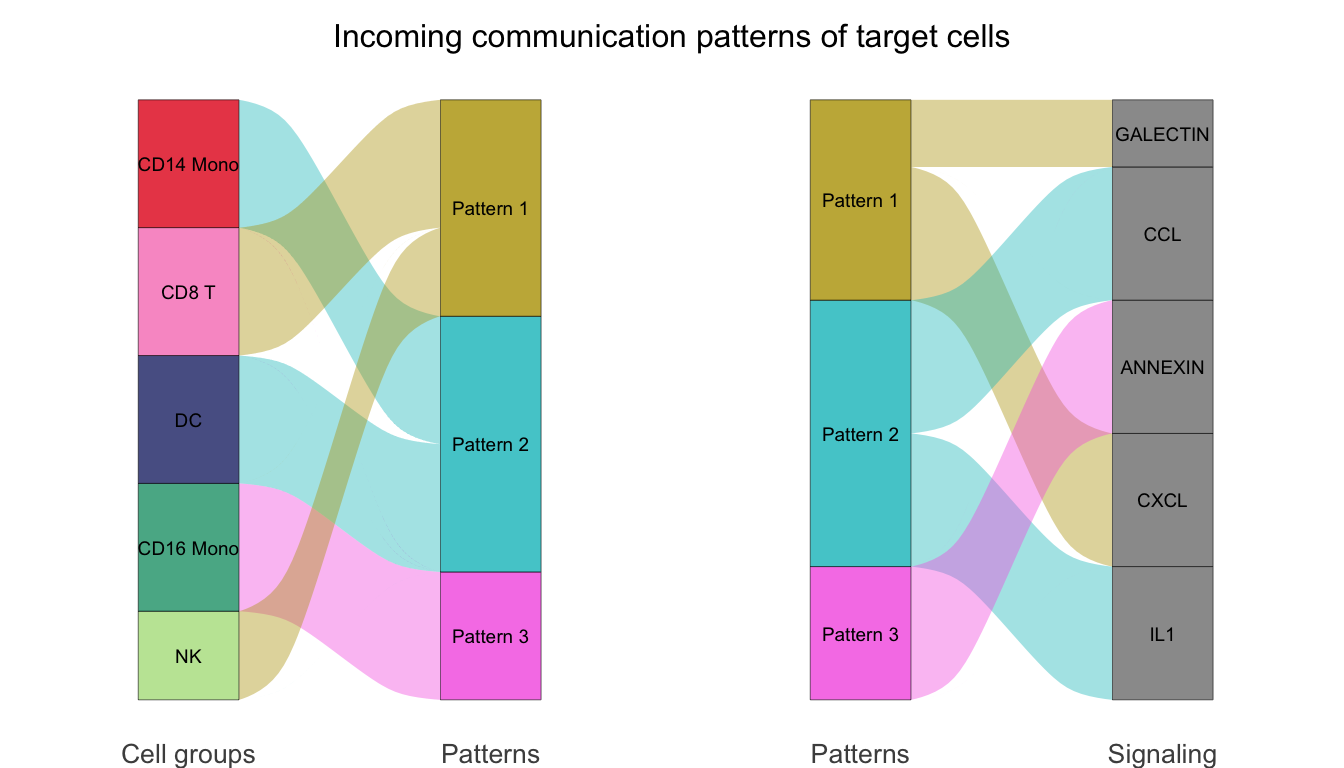 Incoming communication patterns of target cells
CD14 Mono
CD8 T
DC
CD16 Mono
NK
Pattern 1
Pattern 2
Pattern 3
Cell groups
Patterns
Pattern 1
Pattern 2
Pattern 3
GALECTIN
CCL
ANNEXIN
CXCL
IL1
Patterns
Signaling